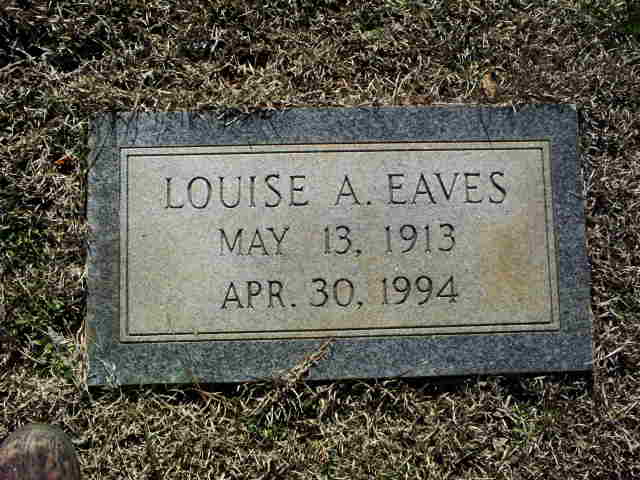 LOUISE A. EAVES
MAY 13, 1913
APR. 30, 1994